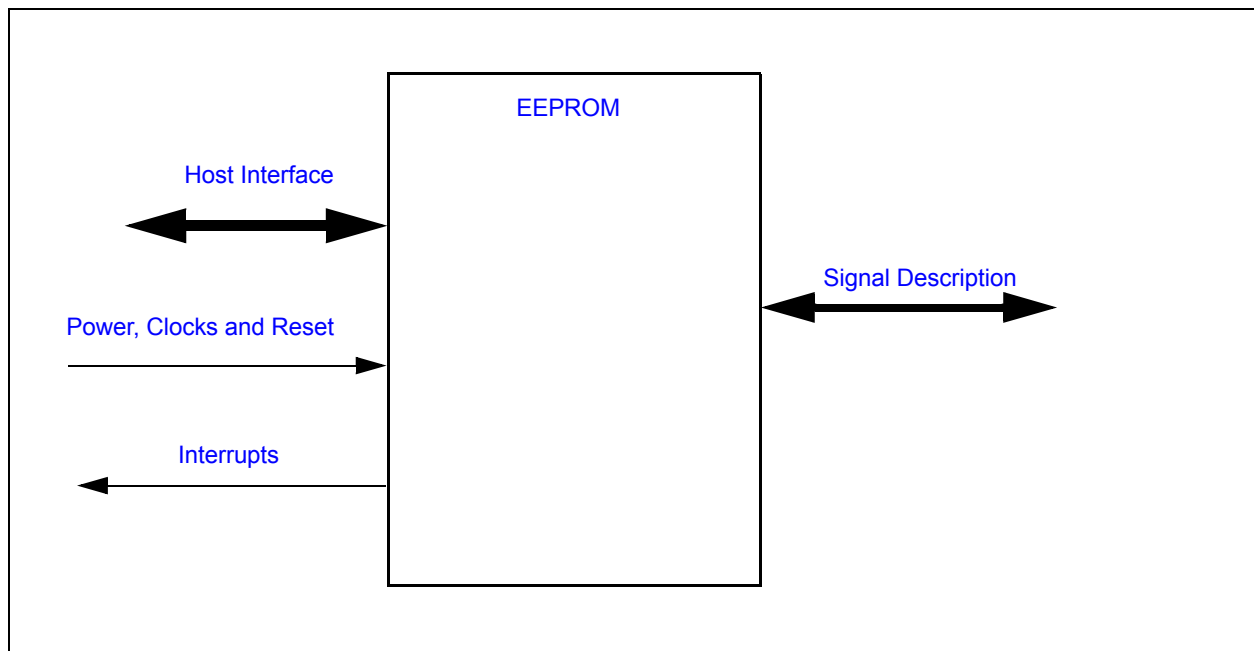 EEPROM
Host Interface
Signal Description
Power, Clocks and Reset
Interrupts